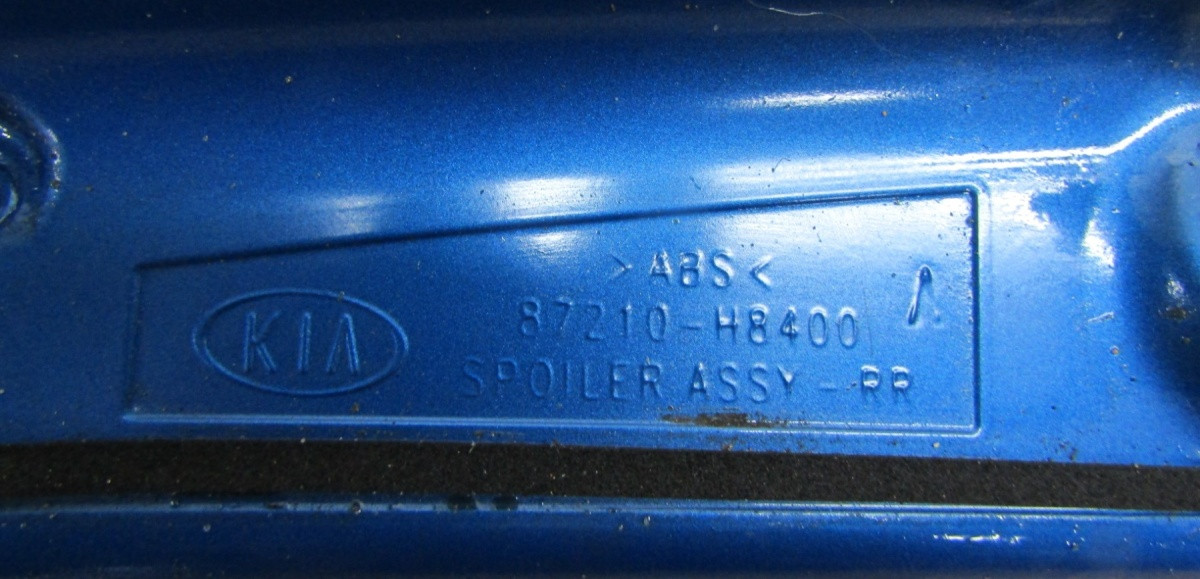 KIA
>ABS<
87210-H8400
SPOILER ASSY-RR